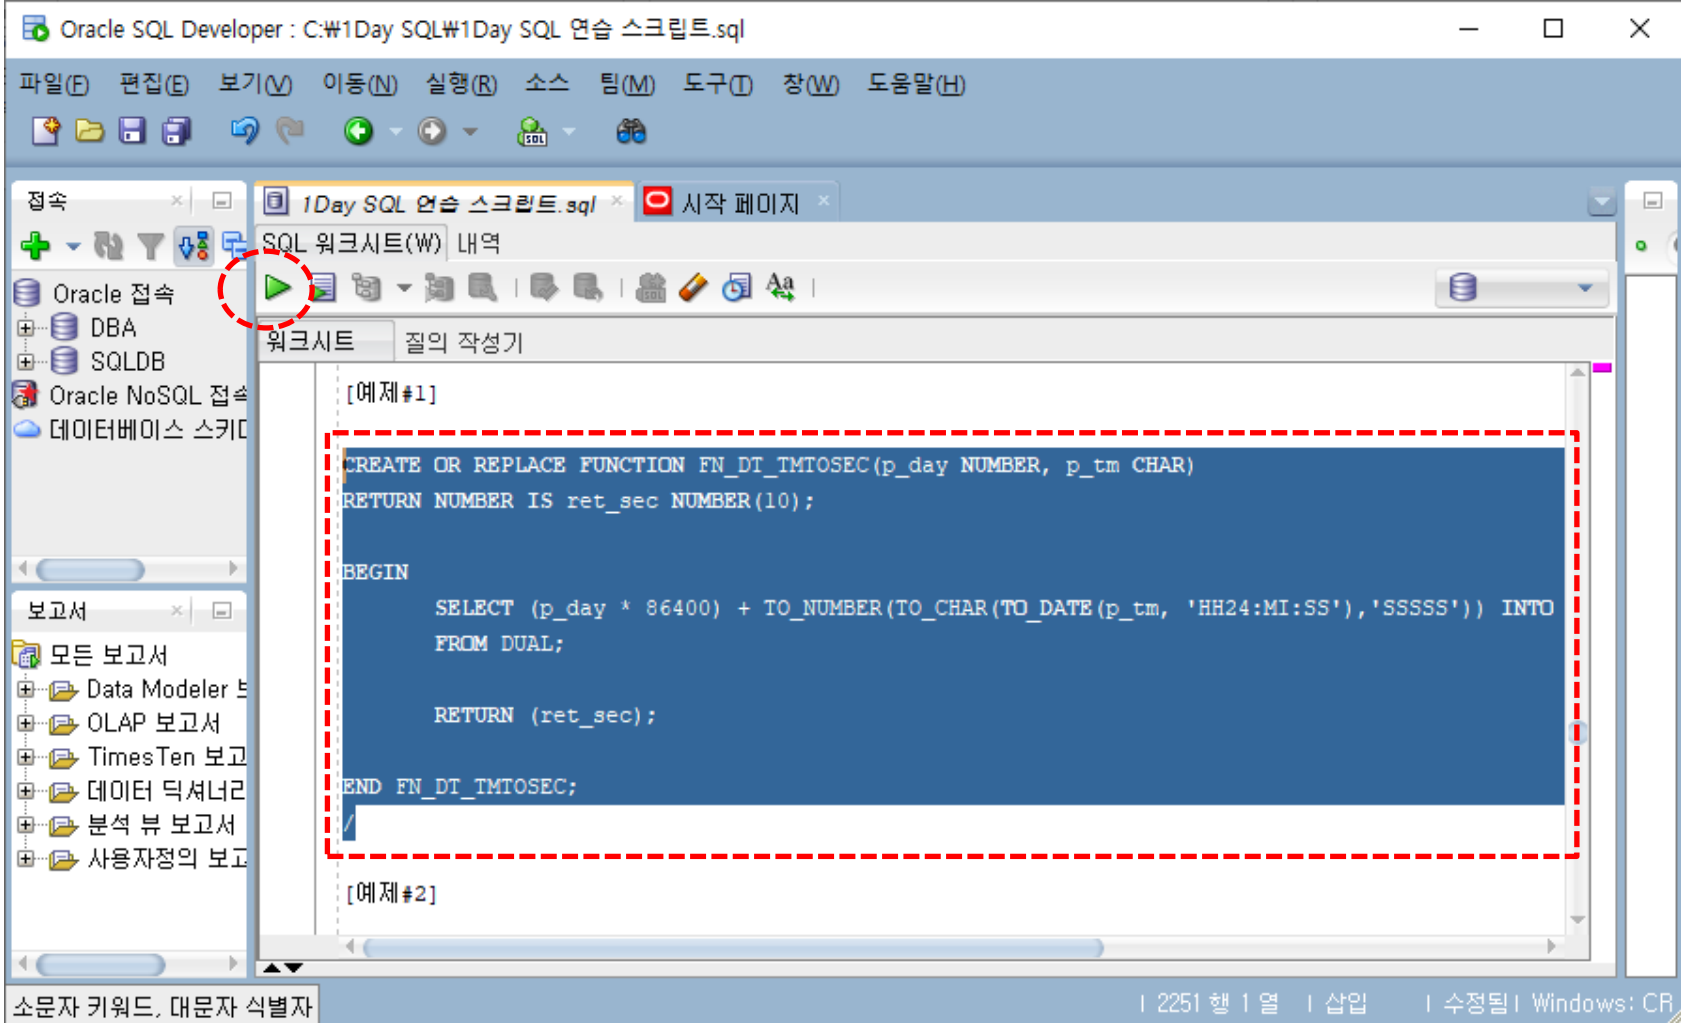 Oracle SQL Developer : C:₩1Day SQL₩1Day SQL 연습 스크립트.sql
파일(F) 편집(E) 보기(V) 이동(N) 실행(R) 소스 팀(M) 도구(T) 창(W) 도움말(H)
SQL
접속
1Day SQL 연습 스크립트.sql
시작 페이지
SQL 워크시트(W) 내역
SQL
Aa
Oracle 접속
DBA
SQLDB
Oracle NoSQL 접속
데이터베이스
워크시트 질의 작성기
[예제#1]
CREATE OR REPLACE FUNCTION FN_DT_TMTOSEC(p_day NUMBER, p_tm CHAR)
RETURN NUMBER IS ret_sec NUMBER(10);
BEGIN
SELECT (p_day * 86400) + TO_NUMBER(TO_CHAR(TO_DATE(p_tm, 'HH24:MI:SS'),'SSSSS')) INTO
FROM DUAL;
RETURN (ret_sec);
END FN_DT_TMTOSEC;
/
[예제#2]
보고서
모든 보고서
Data Modeler
OLAP 보고서
TimesTen 보고
데이터 딕셔너리
분석 뷰 보고서
사용자정의 보고
소문자 키워드, 대문자 식별자
2251 행 1 열 삽입 수정됨 Windows: CR